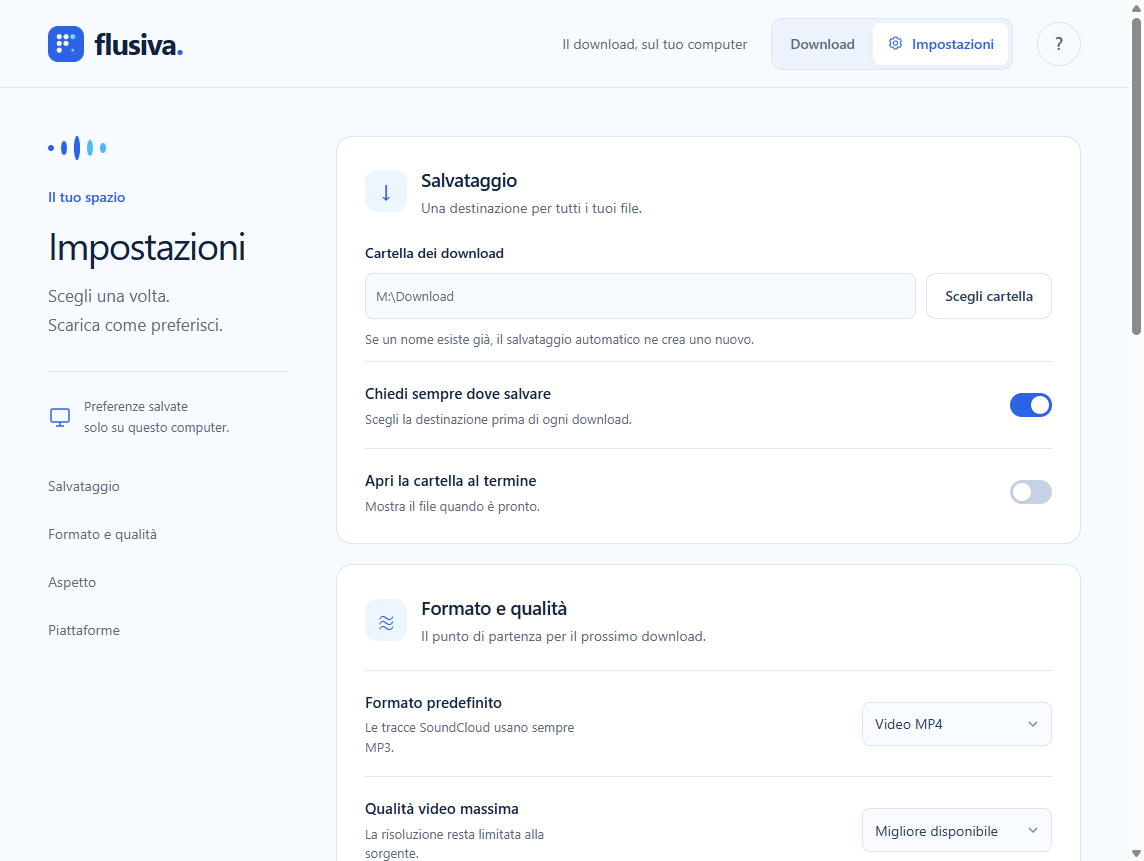 flusiva.
Il download, sul tuo computer
Download
Impostazioni
?
Il tuo spazio
Impostazioni
Scegli una volta.
Scarica come preferisci.
Preferenze salvate
solo su questo computer.
Salvataggio
Formato e qualità
Aspetto
Piattaforme
Salvataggio
Una destinazione per tutti i tuoi file.
Cartella dei download
M:\Download
Scegli cartella
Se un nome esiste già, il salvataggio automatico ne crea uno nuovo.
Chiedi sempre dove salvare
Scegli la destinazione prima di ogni download.
Apri la cartella al termine
Mostra il file quando è pronto.
Formato e qualità
Il punto di partenza per il prossimo download.
Formato predefinito
Le tracce SoundCloud usano sempre
MP3.
Video MP4
Qualità video massima
La risoluzione resta limitata alla
sorgente.
Migliore disponibile